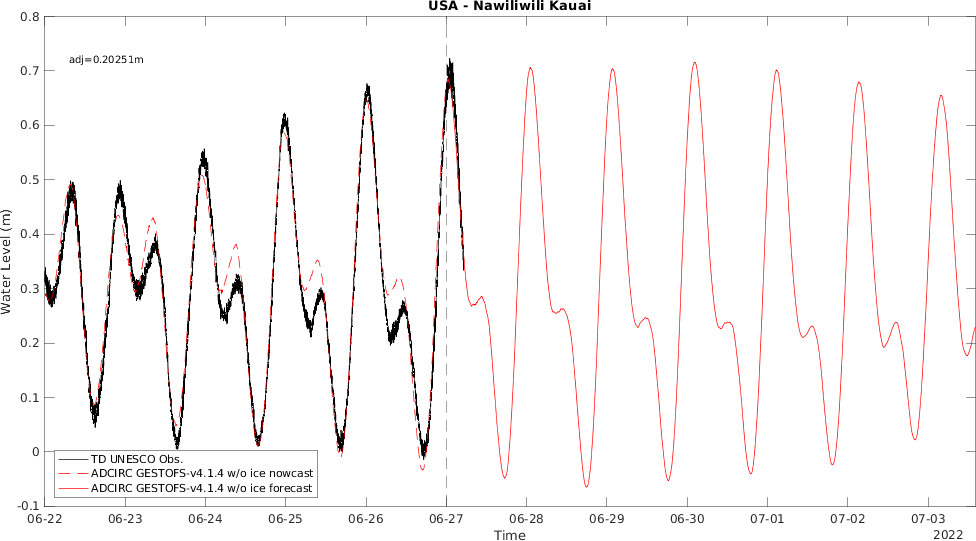 USA - Nawiliwili Kauai
adj=0.20251m
0.8
0.7
0.6
0.5
0.4
0.3
0.2
0.1
0
-0.1
Water Level (m)
TD UNESCO Obs.
ADCIRC GESTOFS-v4.1.4 w/o ice nowcast
ADCIRC GESTOFS-v4.1.4 w/o ice forecast
06-22 06-23 06-24 06-25 06-26 06-27 06-28 06-29 06-30 07-01 07-02 07-03
Time
2022